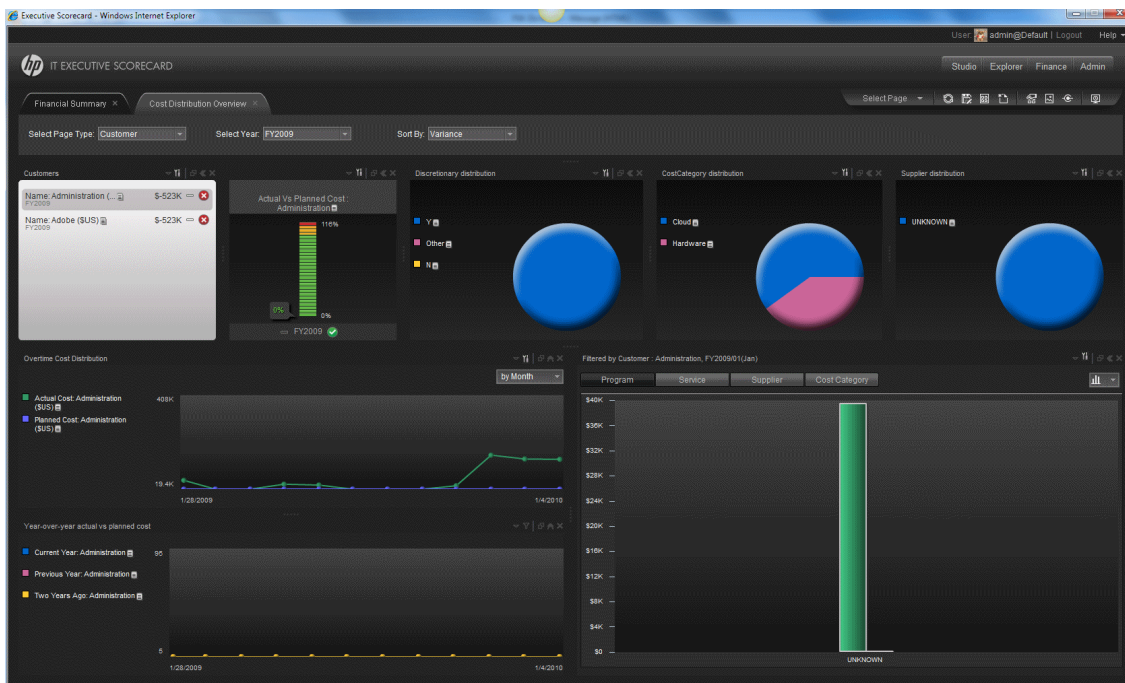 Executive Scorecard - Windows Internet Explorer
User: admin@Default | Logout Help
hp IT EXECUTIVE SCORECARD
Studio Explorer Finance Admin
Financial Summary × Cost Distribution Overview ×
Select Page
Select Page Type: Customer Select Year: FY2009 Sort By: Variance
Customers
Name: Administration (... $-523K
FY2009
Name: Adobe ($US) $-523K
FY2009
Actual Vs Planned Cost :
Administration
116%
0%
0%
FY2009
Discretionary distribution
Y
Other
N
CostCategory distribution
Cloud
Hardware
Supplier distribution
UNKNOWN
Overtime Cost Distribution
by Month
Actual Cost: Administration
($US)
Planned Cost: Administration
($US)
408K
19.4K
1/28/2009 1/4/2010
Year-over-year actual vs planned cost
Current Year: Administration
Previous Year: Administration
Two Years Ago: Administration
95
5
1/28/2009 1/4/2010
Filtered by Customer : Administration, FY2009/01(Jan)
Program Service Supplier Cost Category
$40K
$36K
$32K
$28K
$24K
$20K
$16K
$12K
$8K
$4K
$0
UNKNOWN